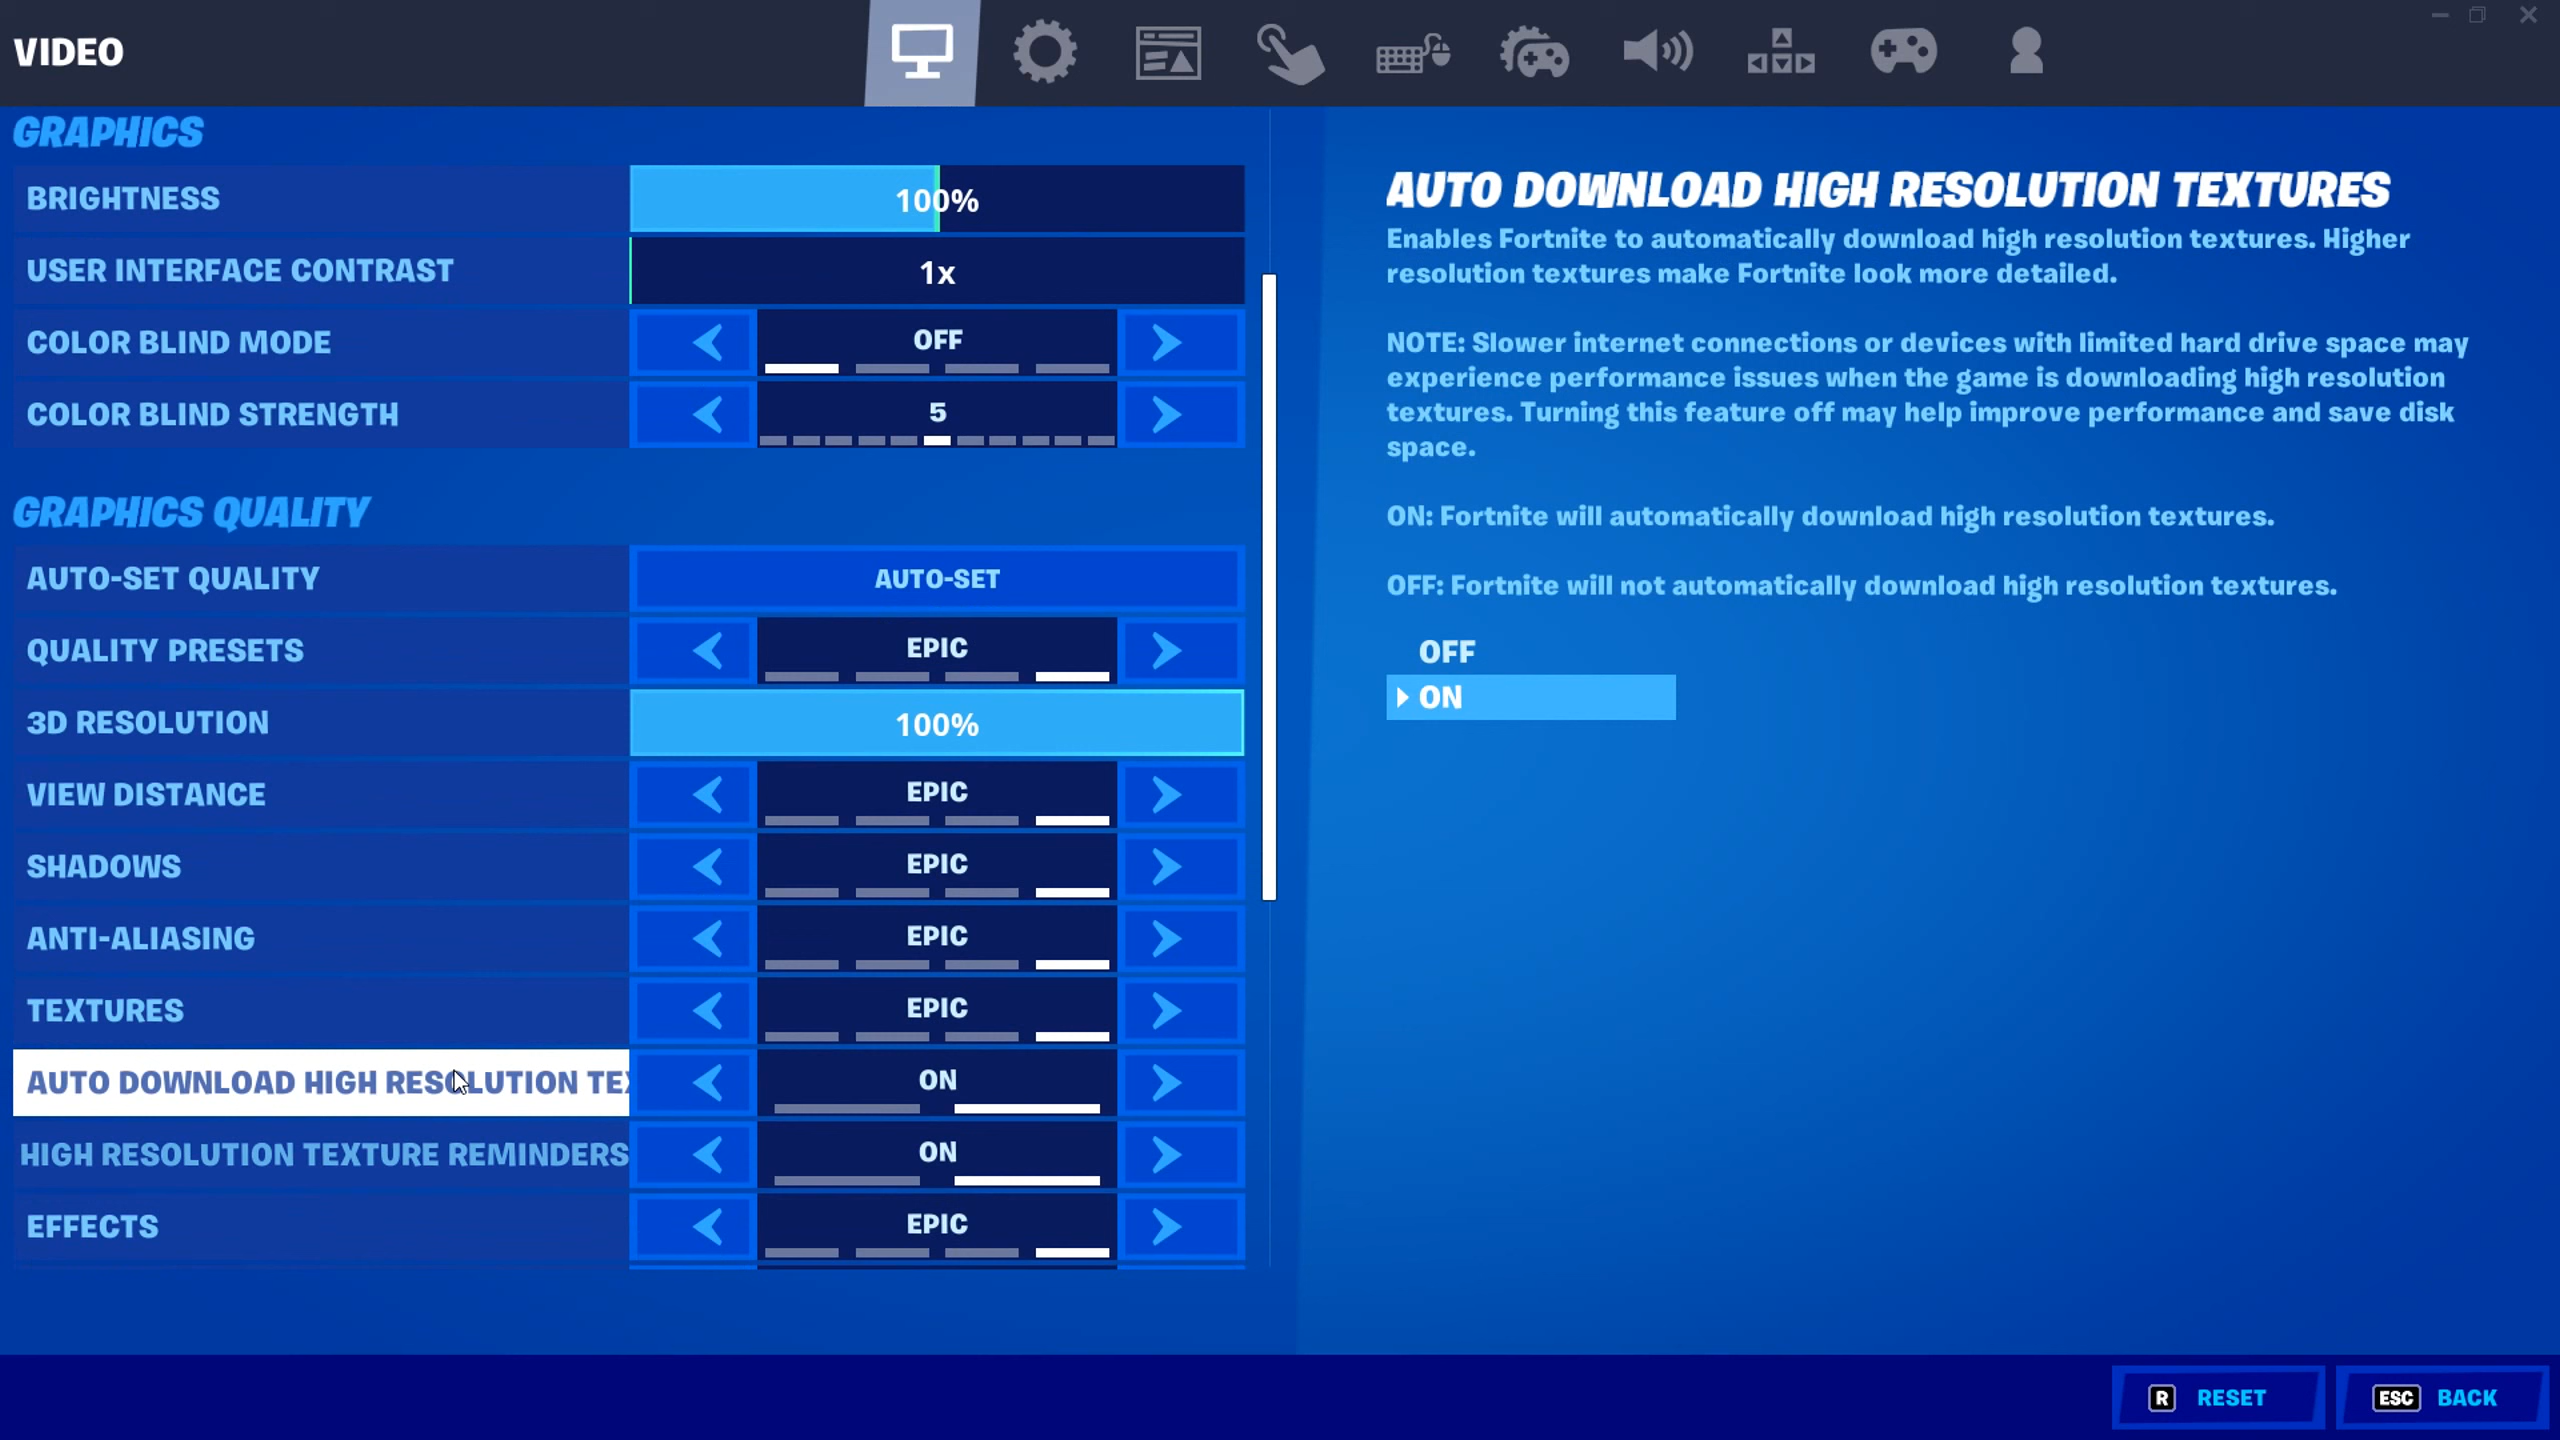 VIDEO
GRAPHICS
BRIGHTNESS
100%
USER INTERFACE CONTRAST
1x
COLOR BLIND MODE
OFF
COLOR BLIND STRENGTH
5
GRAPHICS QUALITY
AUTO-SET QUALITY
AUTO-SET
QUALITY PRESETS
EPIC
3D RESOLUTION
100%
VIEW DISTANCE
EPIC
SHADOWS
EPIC
ANTI-ALIASING
EPIC
TEXTURES
EPIC
AUTO DOWNLOAD HIGH RESOLUTION TEX
ON
HIGH RESOLUTION TEXTURE REMINDERS
ON
EFFECTS
EPIC
AUTO DOWNLOAD HIGH RESOLUTION TEXTURES
Enables Fortnite to automatically download high resolution textures. Higher
resolution textures make Fortnite look more detailed.
NOTE: Slower internet connections or devices with limited hard drive space may
experience performance issues when the game is downloading high resolution
textures. Turning this feature off may help improve performance and save disk
space.
ON: Fortnite will automatically download high resolution textures.
OFF: Fortnite will not automatically download high resolution textures.
OFF
ON
R RESET
ESC BACK